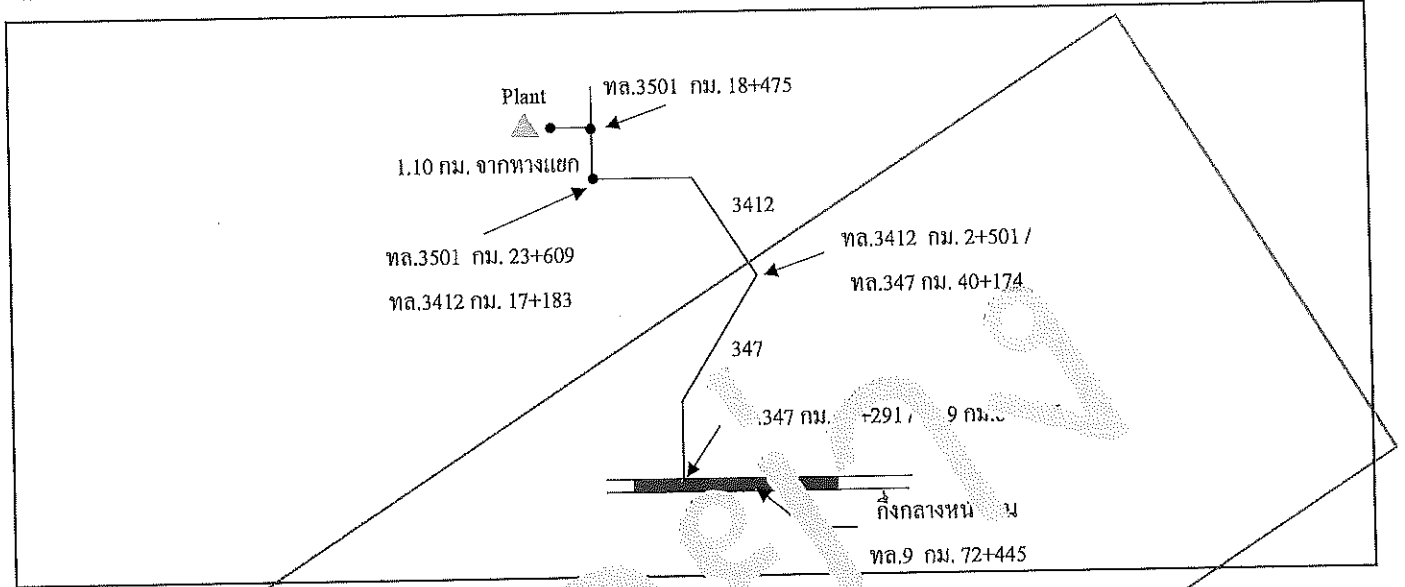 Plant
ทล.3501 กม. 18+475
1.10 กม. จากทางแยก
3412
ทล.3501 กม. 23+609
ทล.3412 กม. 17+183
ทล.3412 กม. 2+501 /
ทล.347 กม. 40+174
347
.347 กม. +291 / 9 กม.
กึ่งกลางหน
ทล.9 กม. 72+445